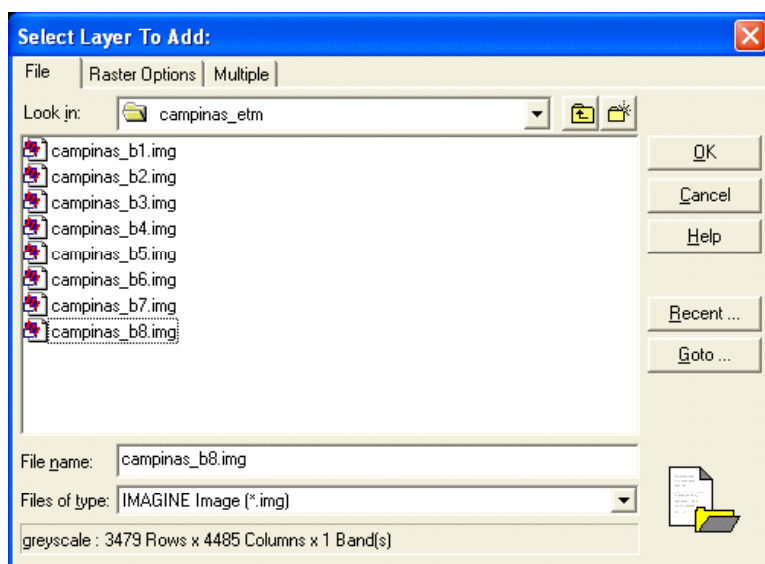 Select Layer To Add:
File Raster Options Multiple
Look in: campinas_etm
campinas_b1.img
campinas_b2.img
campinas_b3.img
campinas_b4.img
campinas_b5.img
campinas_b6.img
campinas_b7.img
campinas_b8.img
OK
Cancel
Help
Recent ...
Goto ...
File name: campinas_b8.img
Files of type: IMAGINE Image (*.img)
greyscale : 3479 Rows x 4485 Columns x 1 Band(s)